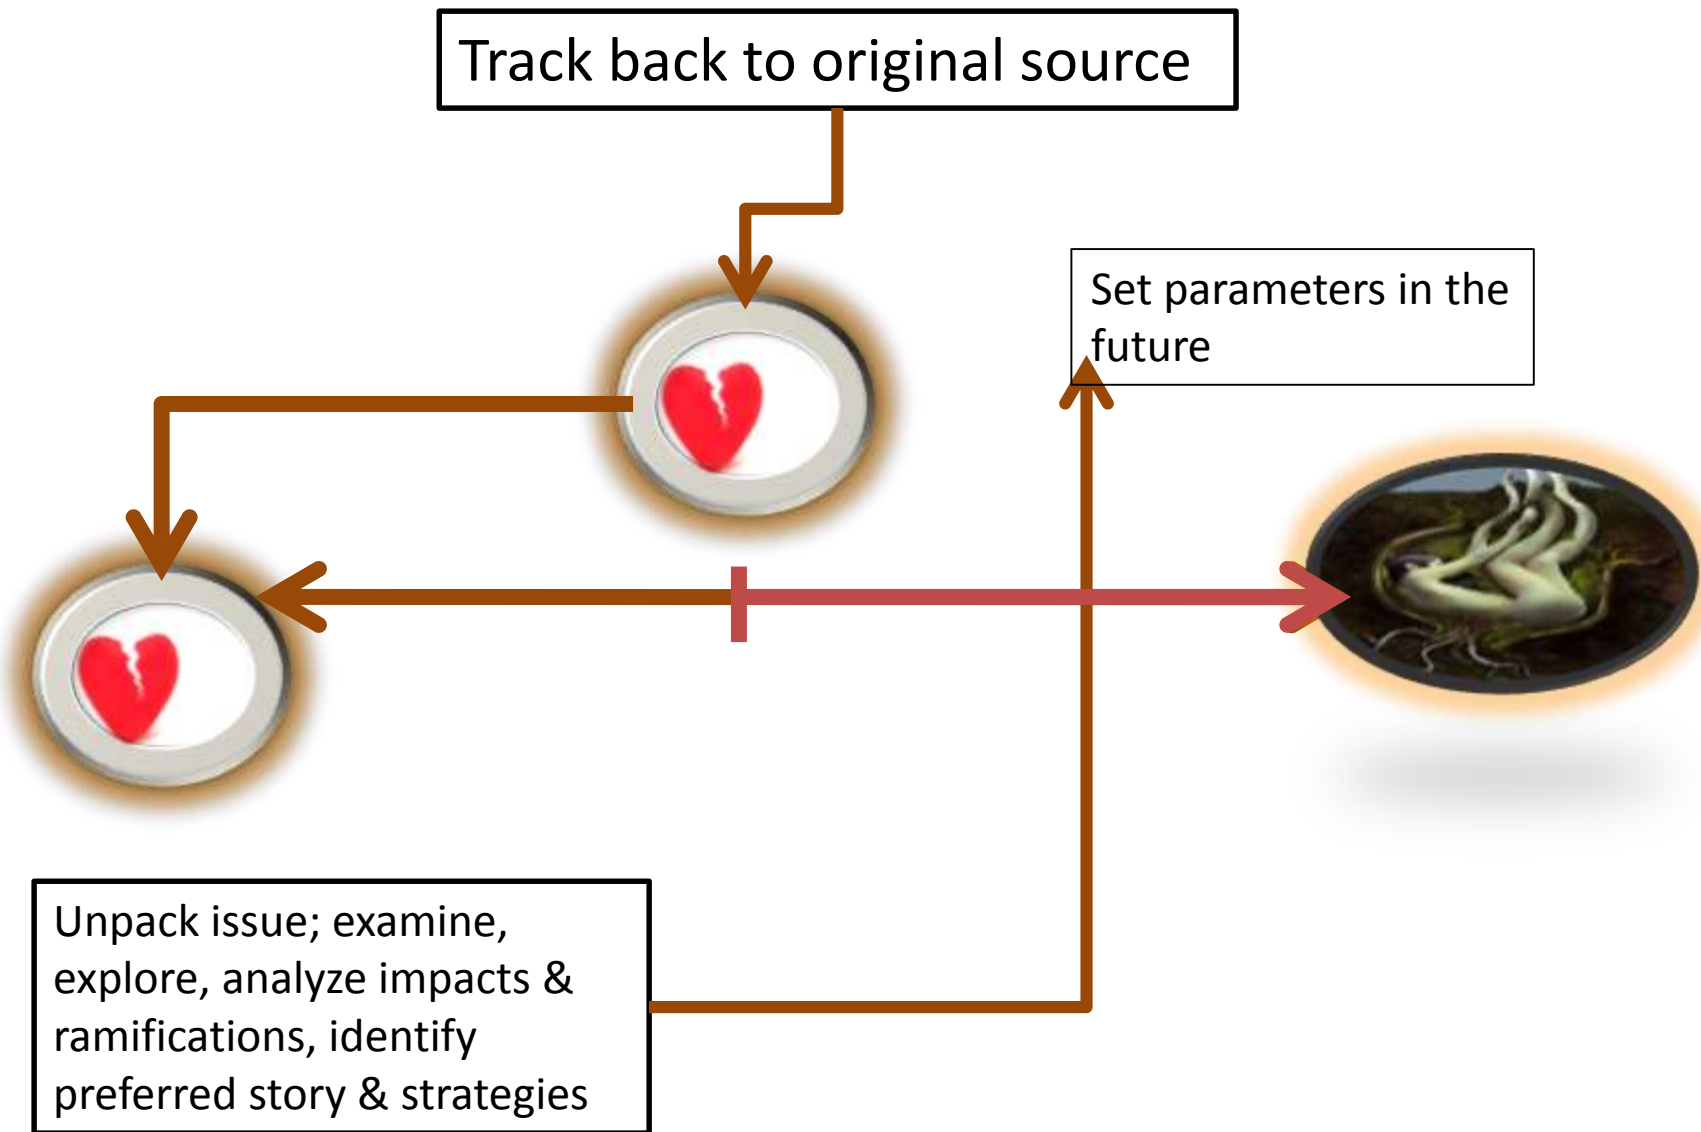 Track back to original source
Set parameters in the
future
Unpack issue; examine,
explore, analyze impacts &
ramifications, identify
preferred story & strategies